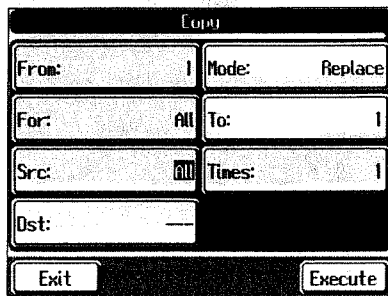 Copy
From: 1 Mode: Replace
For: All To: 1
Src: All Times: 1
Dst: ---
Exit Execute